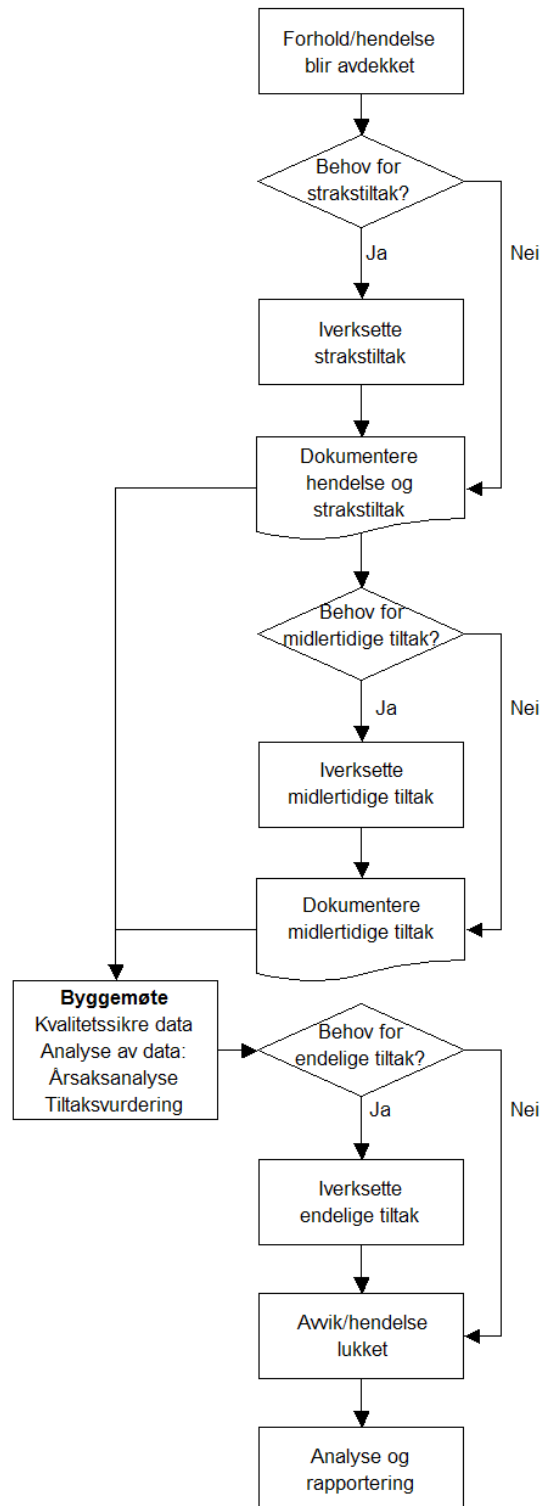 Forhold/hendelse
blir avdekket
Behov for
strakstiltak?
Ja
Nei
Iverksette
strakstiltak
Dokumentere
hendelse og
strakstiltak
Behov for
midlertidige tiltak?
Ja
Nei
Iverksette
midlertidige tiltak
Dokumentere
midlertidige tiltak
Byggemøte
Kvalitetssikre data
Analyse av data:
Årsaksanalyse
Tiltaksvurdering
Behov for
endelige tiltak?
Ja
Nei
Iverksette
endelige tiltak
Avvik/hendelse
lukket
Analyse og
rapportering